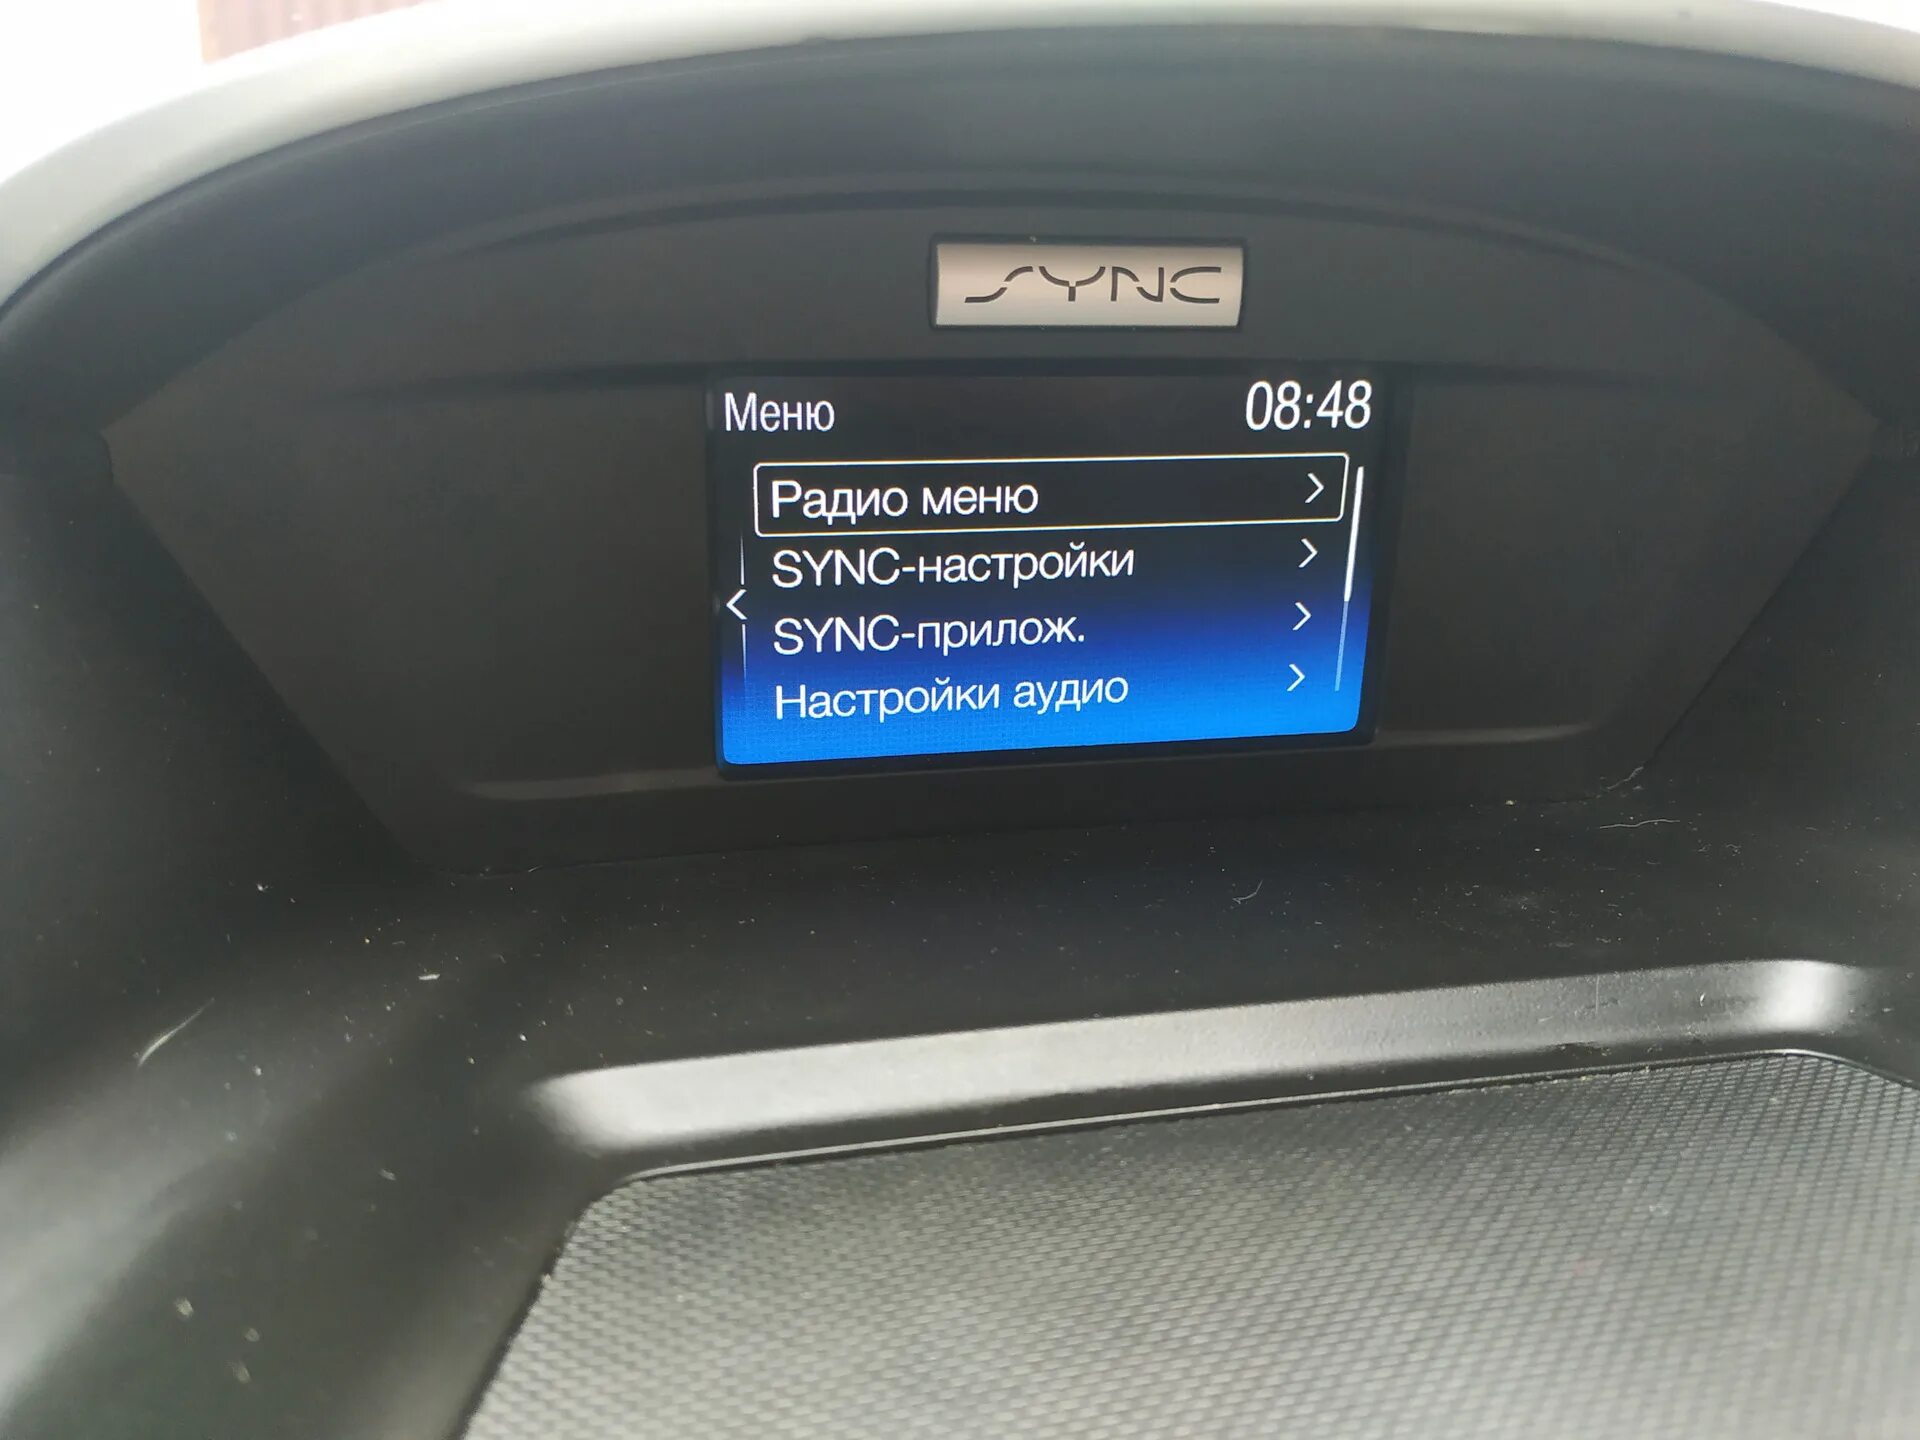 SYNC
Меню 08:48
Радио меню
SYNC-настройки
SYNC-прилож.
Настройки аудио